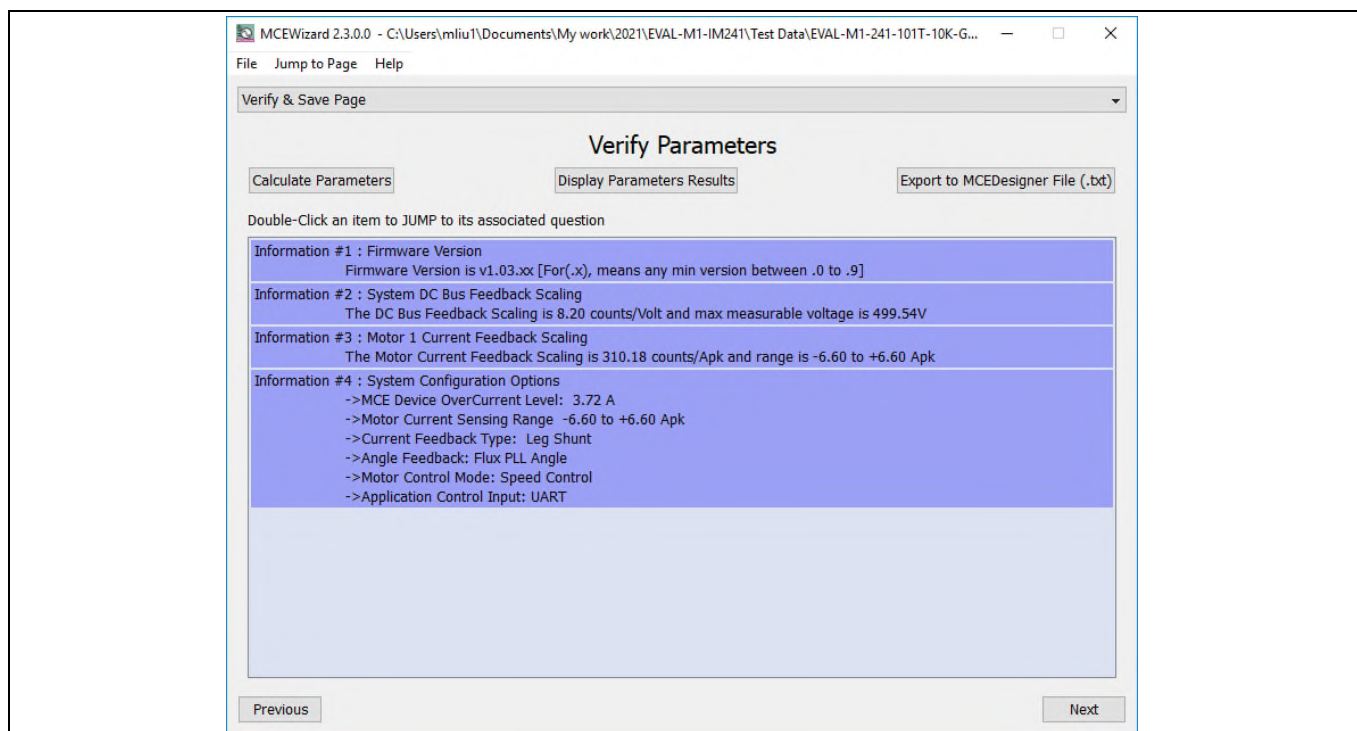 MCEWizard 2.3.0.0 - C:\Users\mliu1\Documents\My work\2021\EVAL-M1-IM241\Test Data\EVAL-M1-241-101T-10K-G...
File Jump to Page Help
Verify & Save Page
Verify Parameters
Calculate Parameters Display Parameters Results Export to MCEDesigner File (.txt)
Double-Click an item to JUMP to its associated question
Information #1 : Firmware Version
Firmware Version is v1.03.xx [For(.x), means any min version between .0 to .9]
Information #2 : System DC Bus Feedback Scaling
The DC Bus Feedback Scaling is 8.20 counts/Volt and max measurable voltage is 499.54V
Information #3 : Motor 1 Current Feedback Scaling
The Motor Current Feedback Scaling is 310.18 counts/Apk and range is -6.60 to +6.60 Apk
Information #4 : System Configuration Options
->MCE Device OverCurrent Level: 3.72 A
->Motor Current Sensing Range -6.60 to +6.60 Apk
->Current Feedback Type: Leg Shunt
->Angle Feedback: Flux PLL Angle
->Motor Control Mode: Speed Control
->Application Control Input: UART
Previous Next